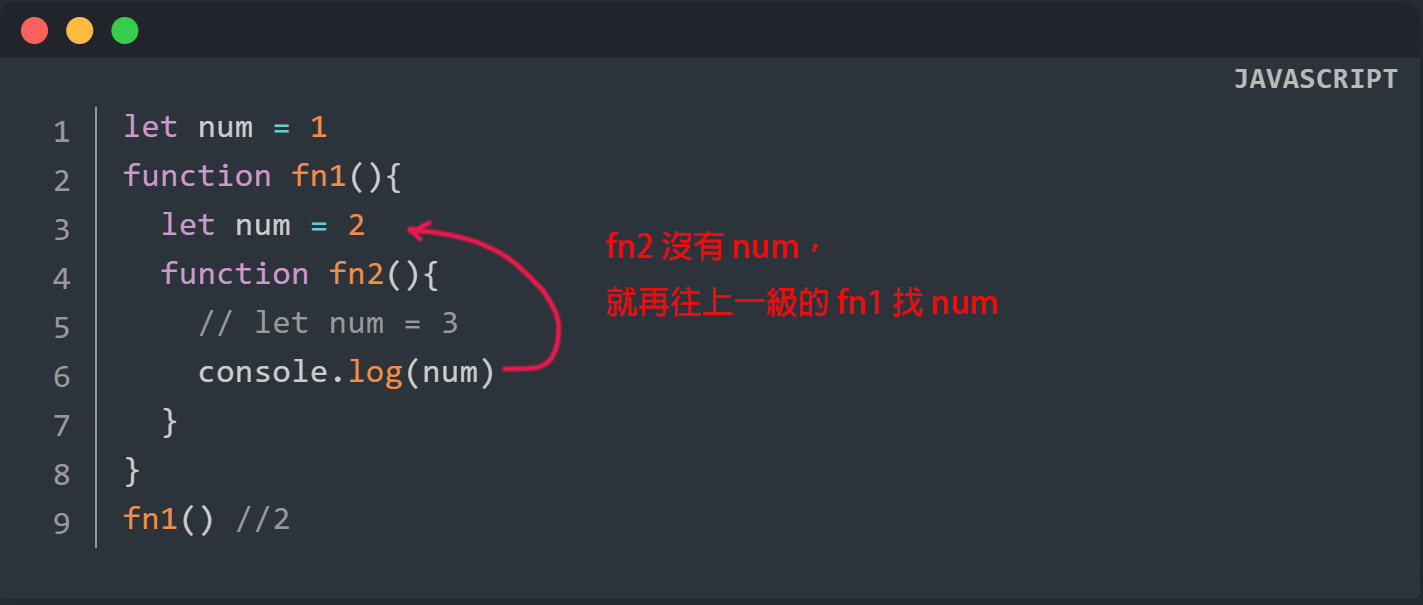 JAVASCRIPT
1 let num = 1
2 function fn1(){
3 let num = 2
4 function fn2(){
5 // let num = 3
6 console.log(num)
7 }
8 }
9 fn1() //2
fn2 沒有 num，
就再往上一級的 fn1 找 num